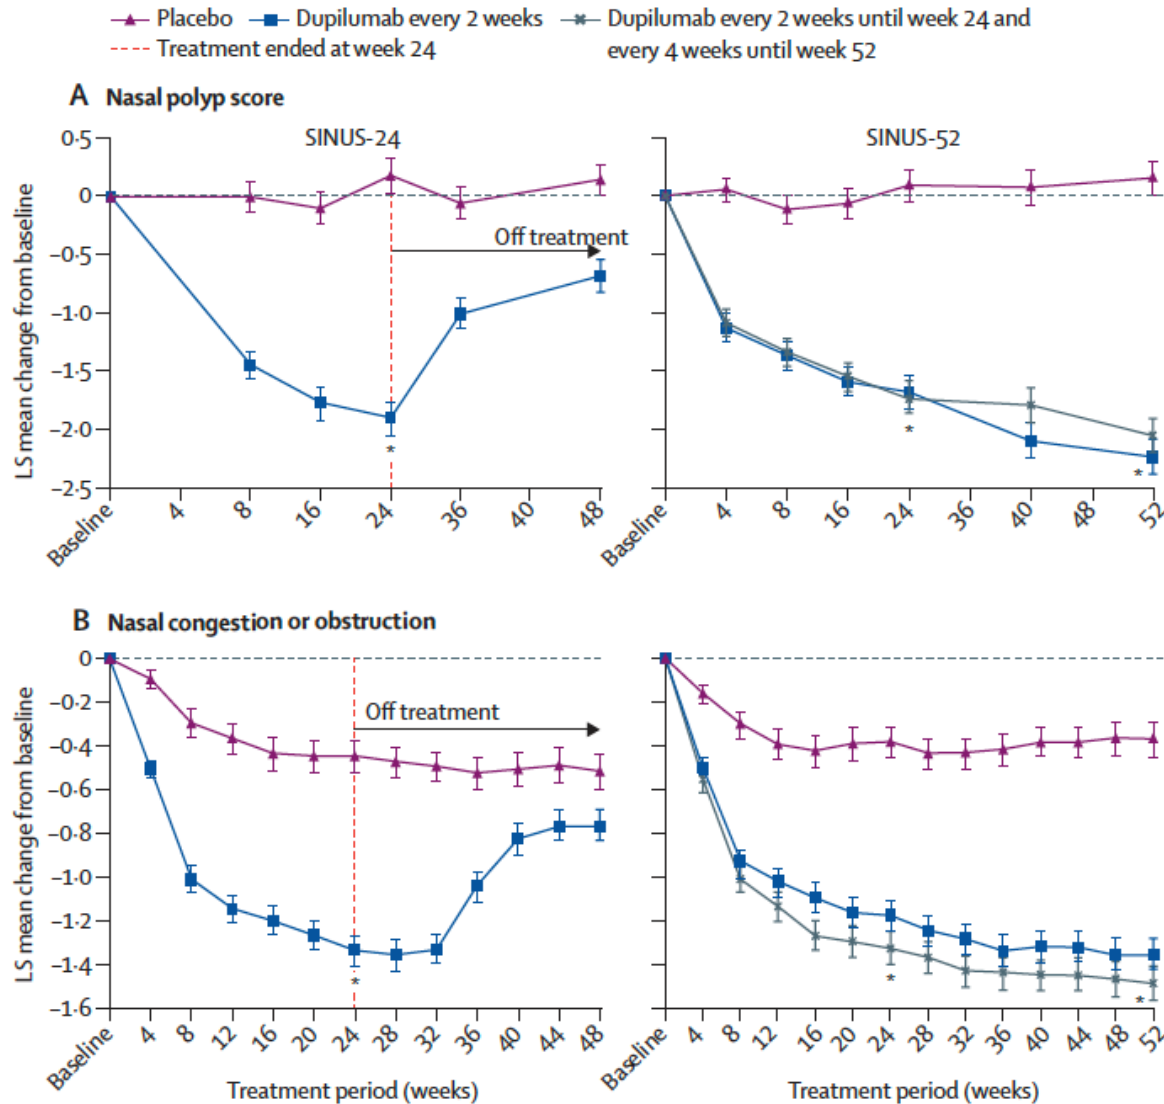 Placebo Dupilumab every 2 weeks Dupilumab every 2 weeks until week 24 and
Treatment ended at week 24 every 4 weeks until week 52
A Nasal polyp score
SINUS-24 SINUS-52
LS mean change from baseline
0·5
0
−0·5
−1·0
−1·5
−2·0
−2·5
Off treatment
*
* *
Baseline 4 8 16 24 36 40 48
Baseline 4 8 16 24 36 40 48 52
B Nasal congestion or obstruction
LS mean change from baseline
0
−0·2
−0·4
−0·6
−0·8
−1·0
−1·2
−1·4
−1·6
Off treatment
*
* *
Baseline 4 8 12 16 20 24 28 32 36 40 44 48
Baseline 4 8 12 16 20 24 28 32 36 40 44 48 52
Treatment period (weeks) Treatment period (weeks)